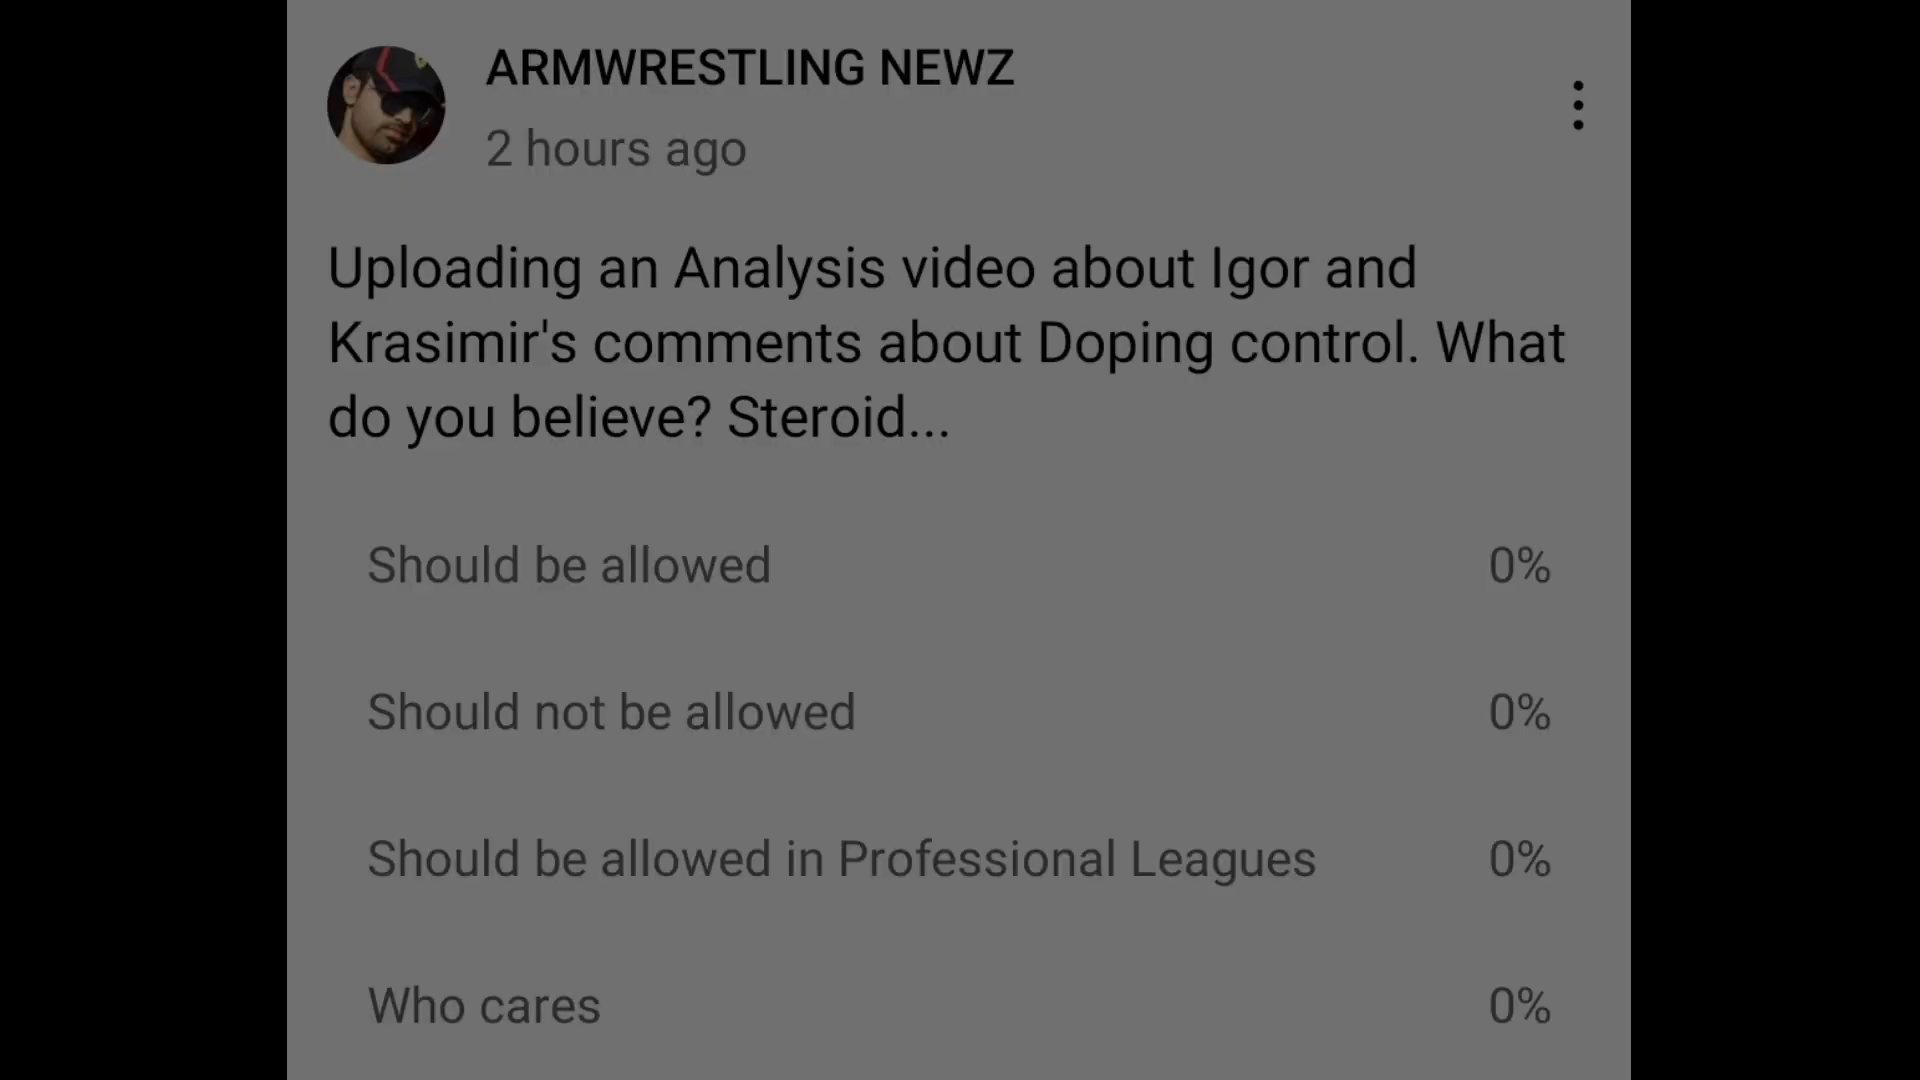 ARMWRESTLING NEWZ
2 hours ago
Uploading an Analysis video about Igor and
Krasimir's comments about Doping control. What
do you believe? Steroid...
Should be allowed 0%
Should not be allowed 0%
Should be allowed in Professional Leagues 0%
Who cares 0%